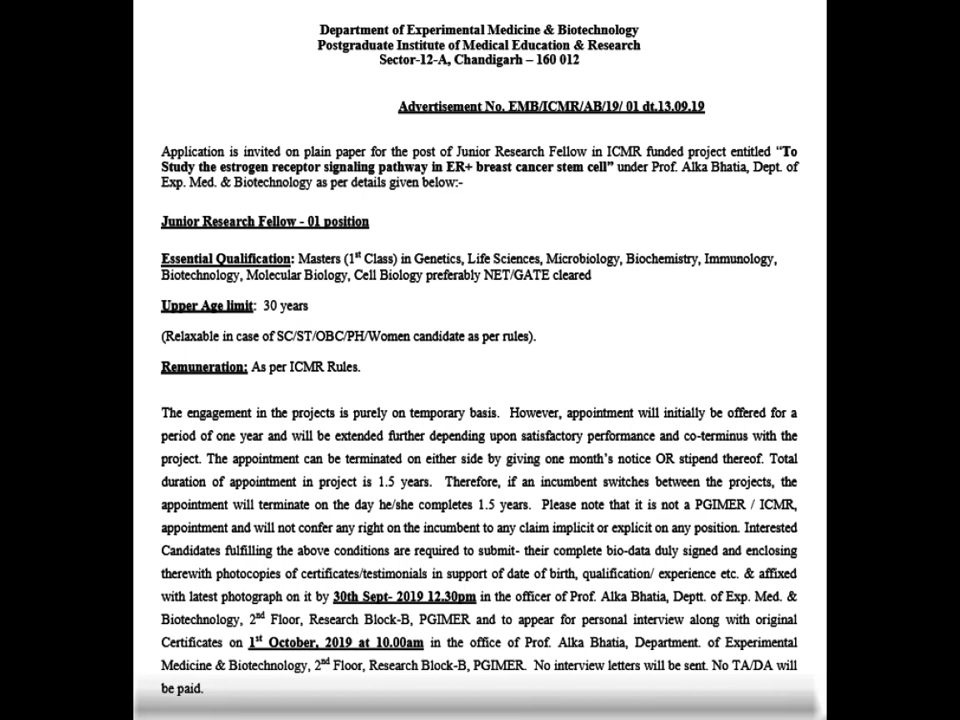 Department of Experimental Medicine & Biotechnology
Postgraduate Institute of Medical Education & Research
Sector-12-A, Chandigarh – 160 012
Advertisement No. EMB/ICMR/AB/19/ 01 dt.13.09.19
Application is invited on plain paper for the post of Junior Research Fellow in ICMR funded project entitled “To
Study the estrogen receptor signaling pathway in ER+ breast cancer stem cell” under Prof. Alka Bhatia, Dept. of
Exp. Med. & Biotechnology as per details given below:-
Junior Research Fellow - 01 position
Essential Qualification: Masters (1st Class) in Genetics, Life Sciences, Microbiology, Biochemistry, Immunology,
Biotechnology, Molecular Biology, Cell Biology preferably NET/GATE cleared
Upper Age limit: 30 years
(Relaxable in case of SC/ST/OBC/PH/Women candidate as per rules).
Remuneration: As per ICMR Rules.
The engagement in the projects is purely on temporary basis. However, appointment will initially be offered for a
period of one year and will be extended further depending upon satisfactory performance and co-terminus with the
project. The appointment can be terminated on either side by giving one month’s notice OR stipend thereof. Total
duration of appointment in project is 1.5 years. Therefore, if an incumbent switches between the projects, the
appointment will terminate on the day he/she completes 1.5 years. Please note that it is not a PGIMER / ICMR,
appointment and will not confer any right on the incumbent to any claim implicit or explicit on any position. Interested
Candidates fulfilling the above conditions are required to submit- their complete bio-data duly signed and enclosing
therewith photocopies of certificates/testimonials in support of date of birth, qualification/ experience etc. & affixed
with latest photograph on it by 30th Sept- 2019 12.30pm in the officer of Prof. Alka Bhatia, Deptt. of Exp. Med. &
Biotechnology, 2nd Floor, Research Block-B, PGIMER and to appear for personal interview along with original
Certificates on 1st October, 2019 at 10.00am in the office of Prof. Alka Bhatia, Department. of Experimental
Medicine & Biotechnology, 2nd Floor, Research Block-B, PGIMER. No interview letters will be sent. No TA/DA will
be paid.